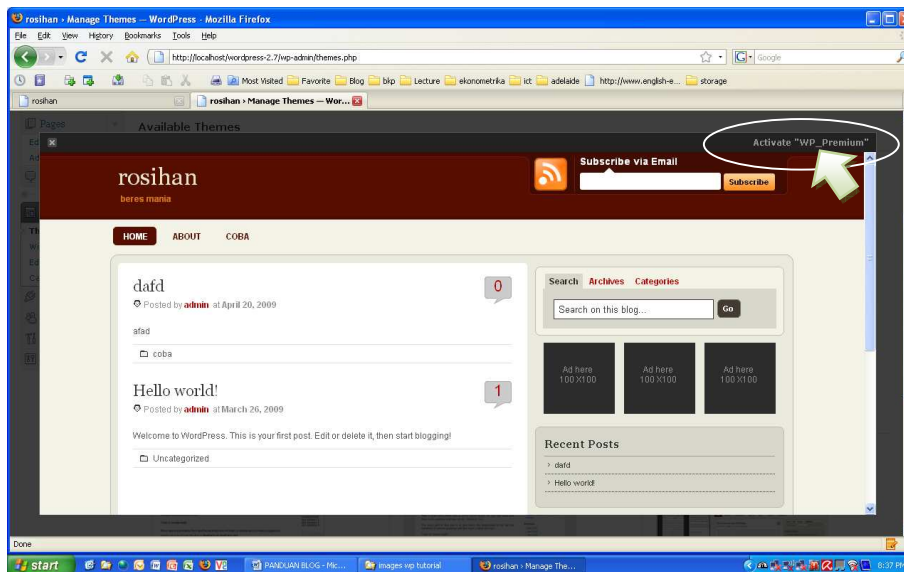 rosihan › Manage Themes — WordPress - Mozilla Firefox
File Edit View History Bookmarks Tools Help
http://localhost/wordpress-2.7/wp-admin/themes.php
Google
Most Visited Favorite Blog bkp Lecture ekonometrika ict adelaide http://www.english-e... storage
rosihan
rosihan › Manage Themes — Wor...
Pages
Available Themes
Activate "WP_Premium"
rosihan
beres mania
Subscribe via Email
Subscribe
HOME ABOUT COBA
dafd
0
Posted by admin at April 20, 2009
afad
coba
Hello world!
1
Posted by admin at March 26, 2009
Welcome to WordPress. This is your first post. Edit or delete it, then start blogging!
Uncategorized
Search Archives Categories
Search on this blog...
Go
Ad here 100 X100
Ad here 100 X100
Ad here 100 X100
Recent Posts
› dafd
› Hello world!
Done
start
PANDUAN BLOG - Mic...
images wp tutorial
rosihan › Manage The...
8:37 PM